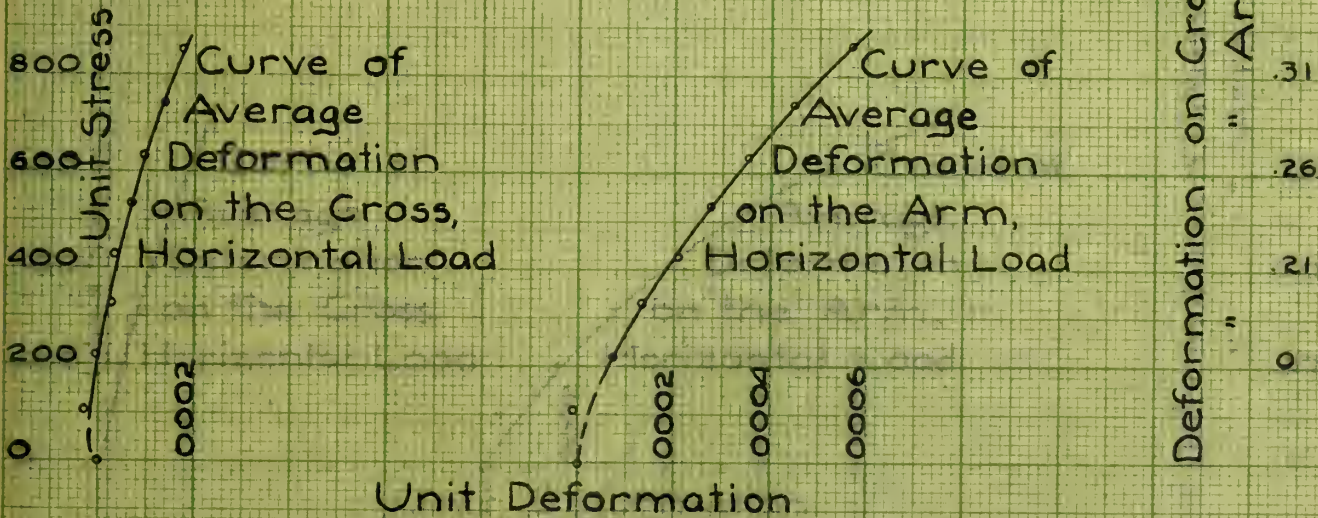 800
600
400
200
0
Unit Stress
Curve of
Average
Deformation
on the Cross,
Horizontal Load
0002
Curve of
Average
Deformation
on the Arm,
Horizontal Load
0002
0004
0006
Unit Deformation
Deformation on Cro
" " Ar
.31
.26
.21
0